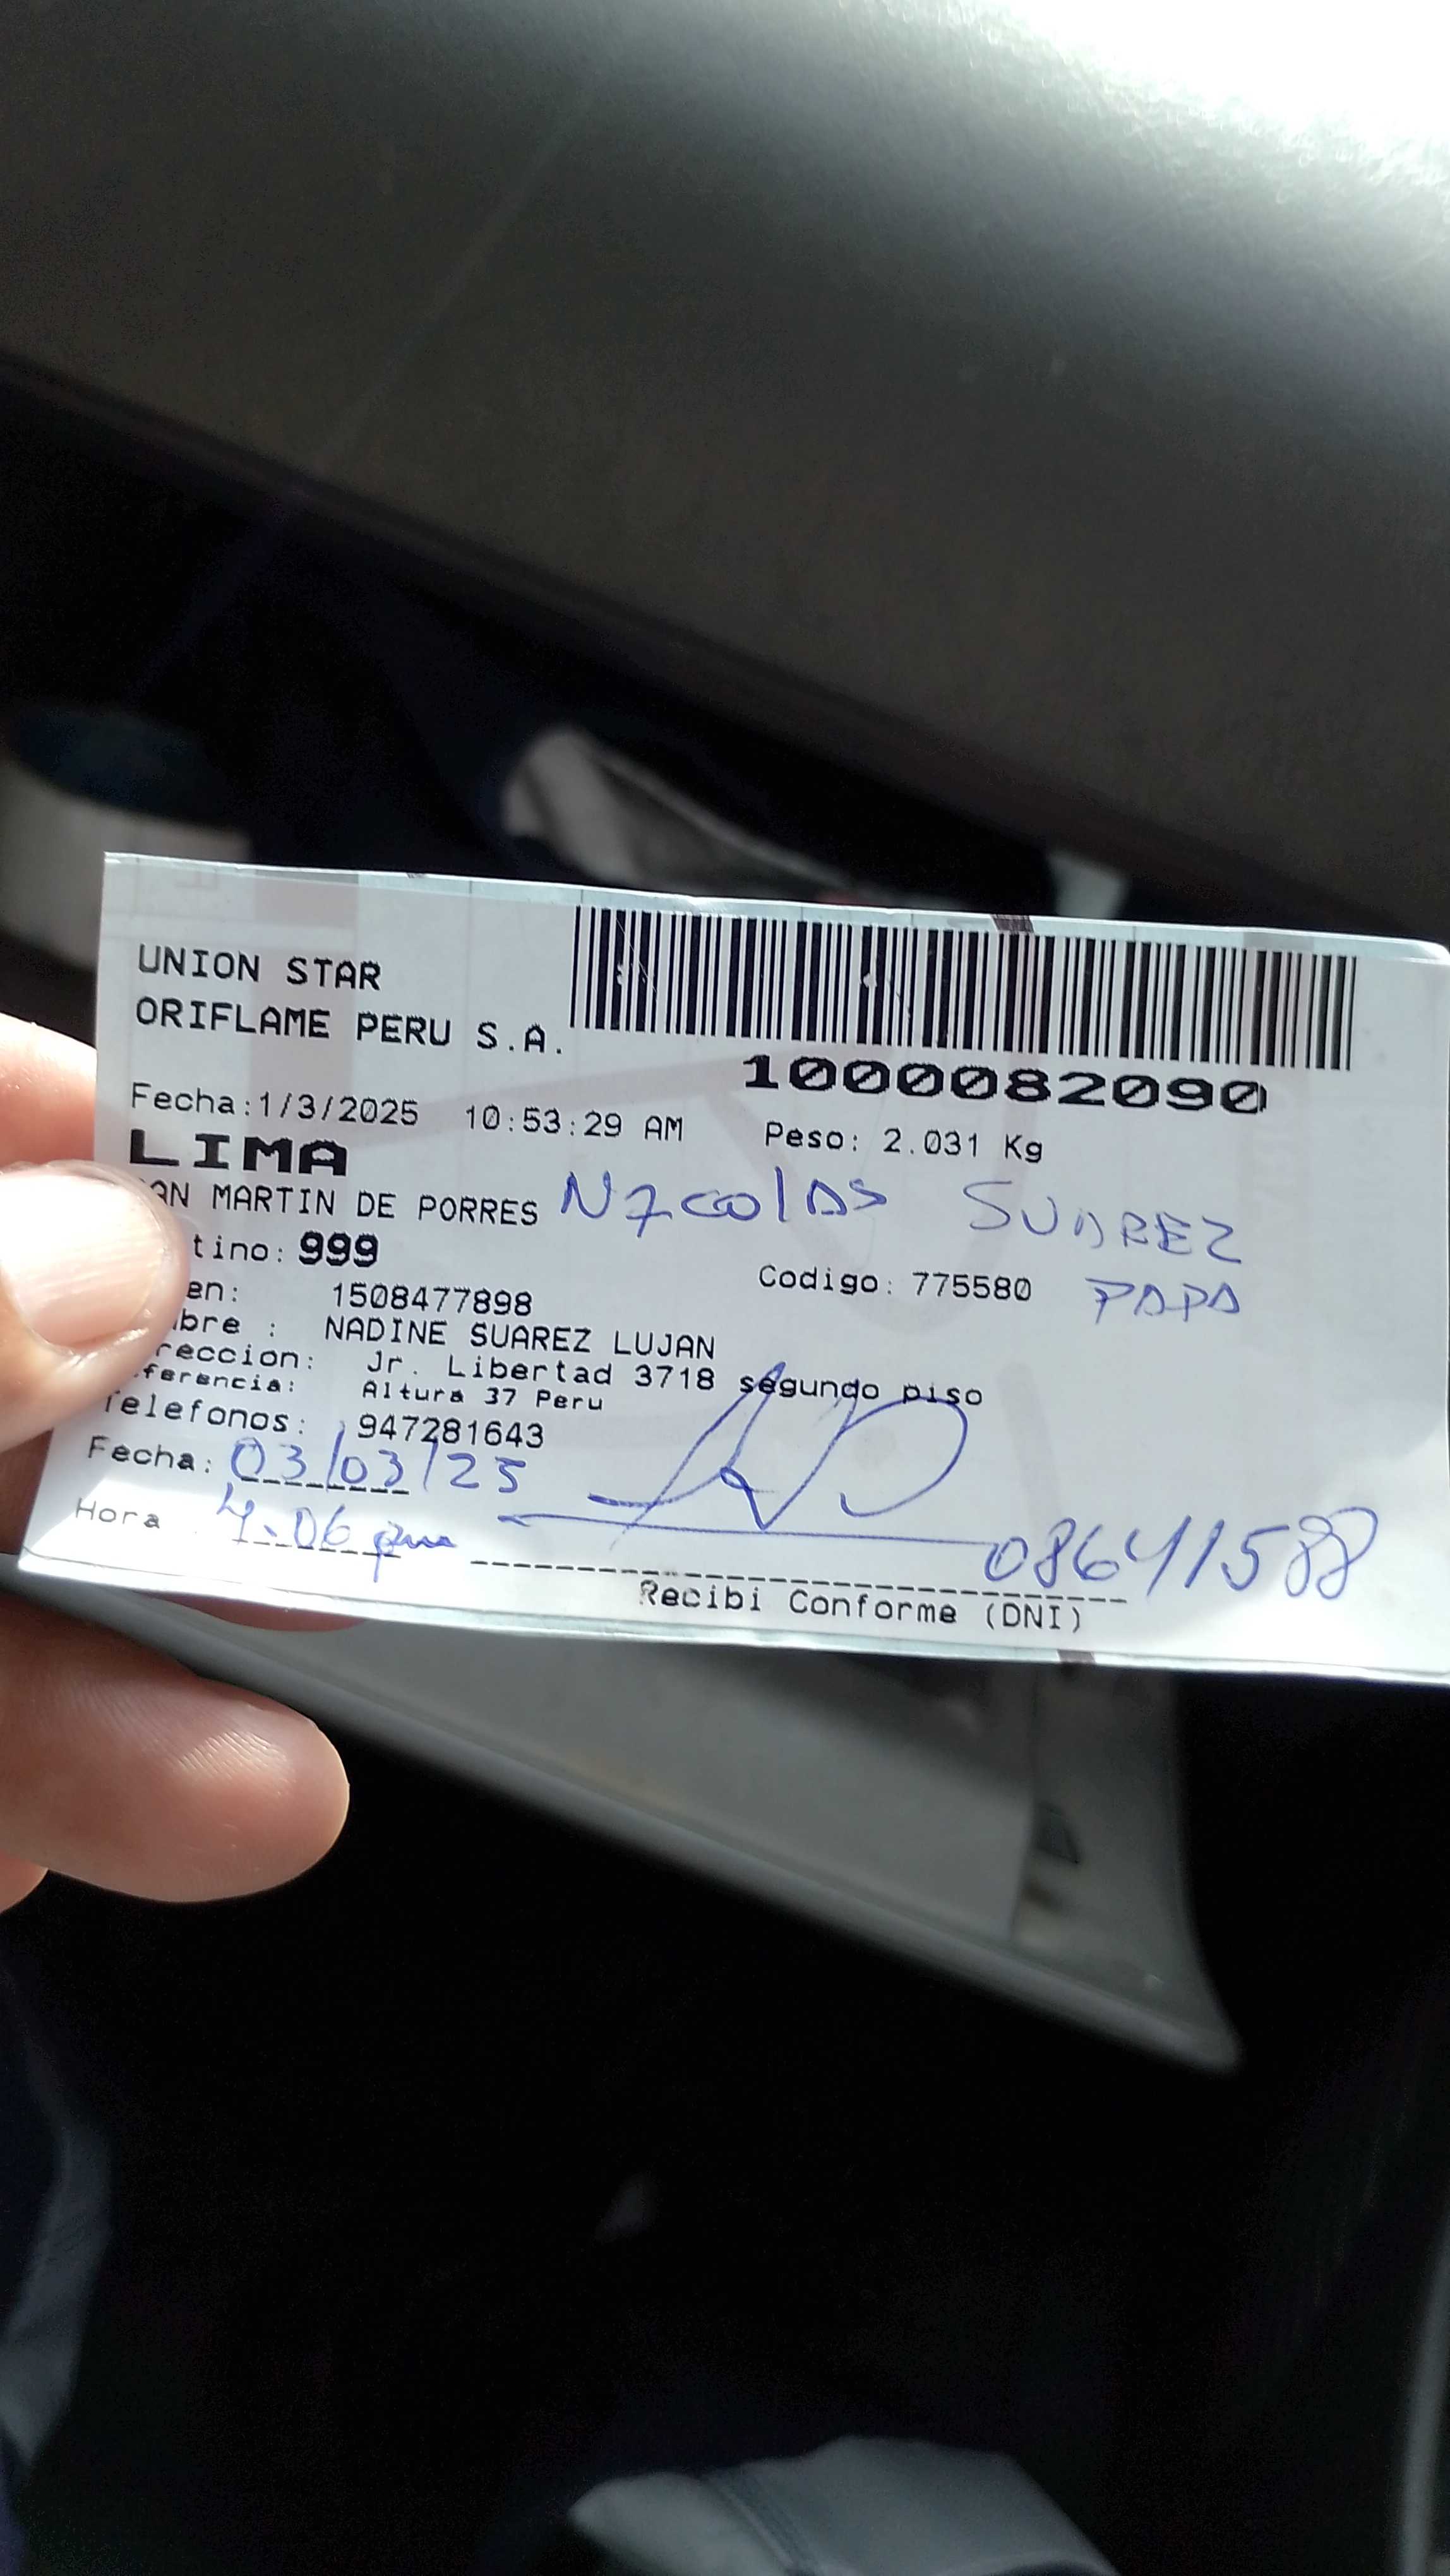 UNION STAR
ORIFLAME PERU S.A.
1000082090
Fecha:1/3/2025 10:53:29 AM Peso: 2.031 Kg
LIMA
AN MARTIN DE PORRES NICOLAS SUAREZ
tino: 999
Codigo: 775580 PAPA
en: 1508477898
bre : NADINE SUAREZ LUJAN
reccion: Jr. Libertad 3718 segundo piso
ferencia: Altura 37 Peru
Telefonos: 947281643
Fecha: 03/03/25
Hora 4:06 pm
08641588
Recibi Conforme (DNI)